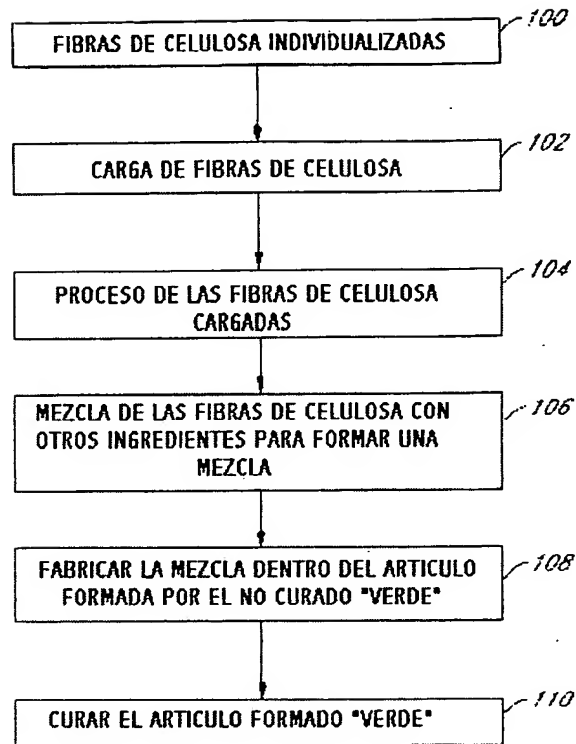 100
FIBRAS DE CELULOSA INDIVIDUALIZADAS
102
CARGA DE FIBRAS DE CELULOSA
104
PROCESO DE LAS FIBRAS DE CELULOSA
CARGADAS
106
MEZCLA DE LAS FIBRAS DE CELULOSA CON
OTROS INGREDIENTES PARA FORMAR UNA
MEZCLA
108
FABRICAR LA MEZCLA DENTRO DEL ARTICULO
FORMADA POR EL NO CURADO "VERDE"
110
CURAR EL ARTICULO FORMADO "VERDE"